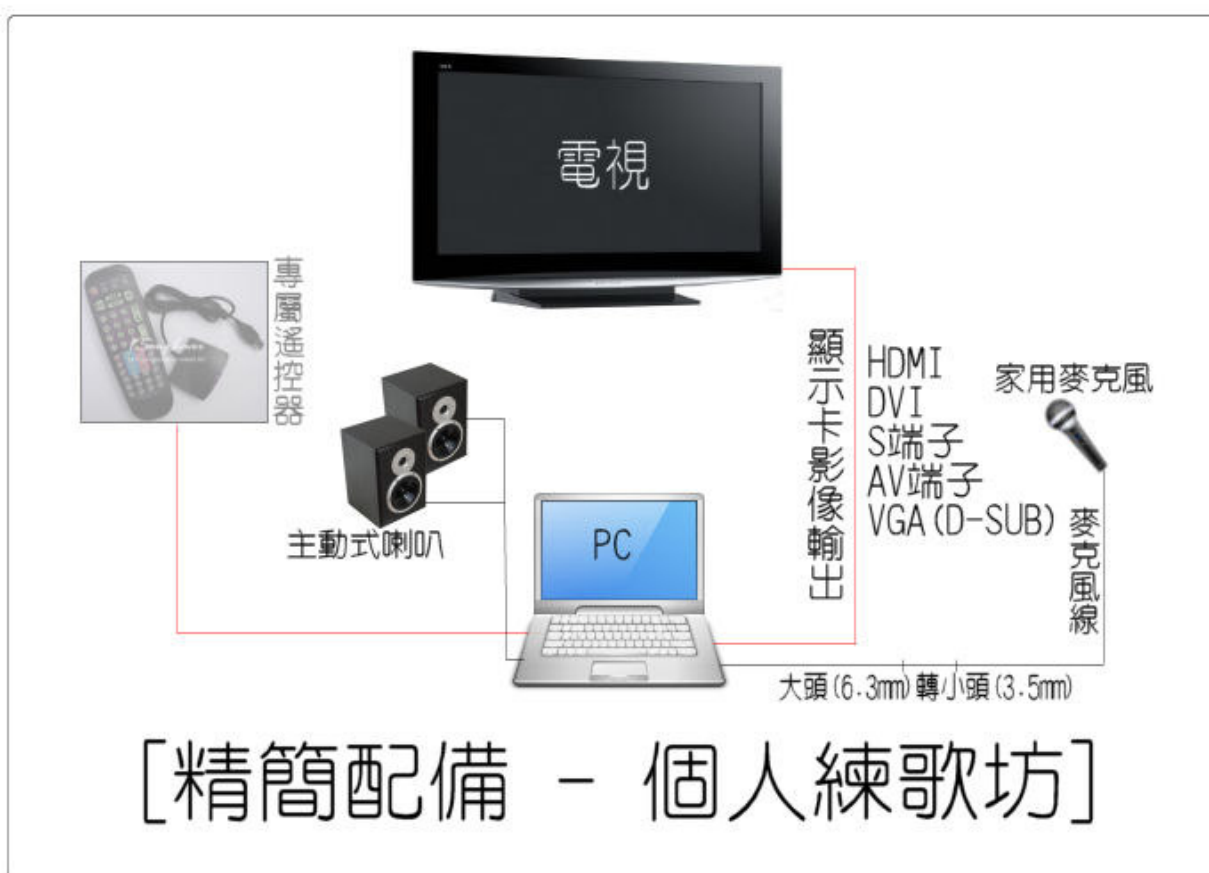 電視
專屬遙控器
顯示卡影像輸出
HDMI
DVI
S端子
AV端子
VGA(D-SUB)
家用麥克風
麥克風線
主動式喇叭
PC
大頭(6.3mm)轉小頭(3.5mm)
[精簡配備 - 個人練歌坊]